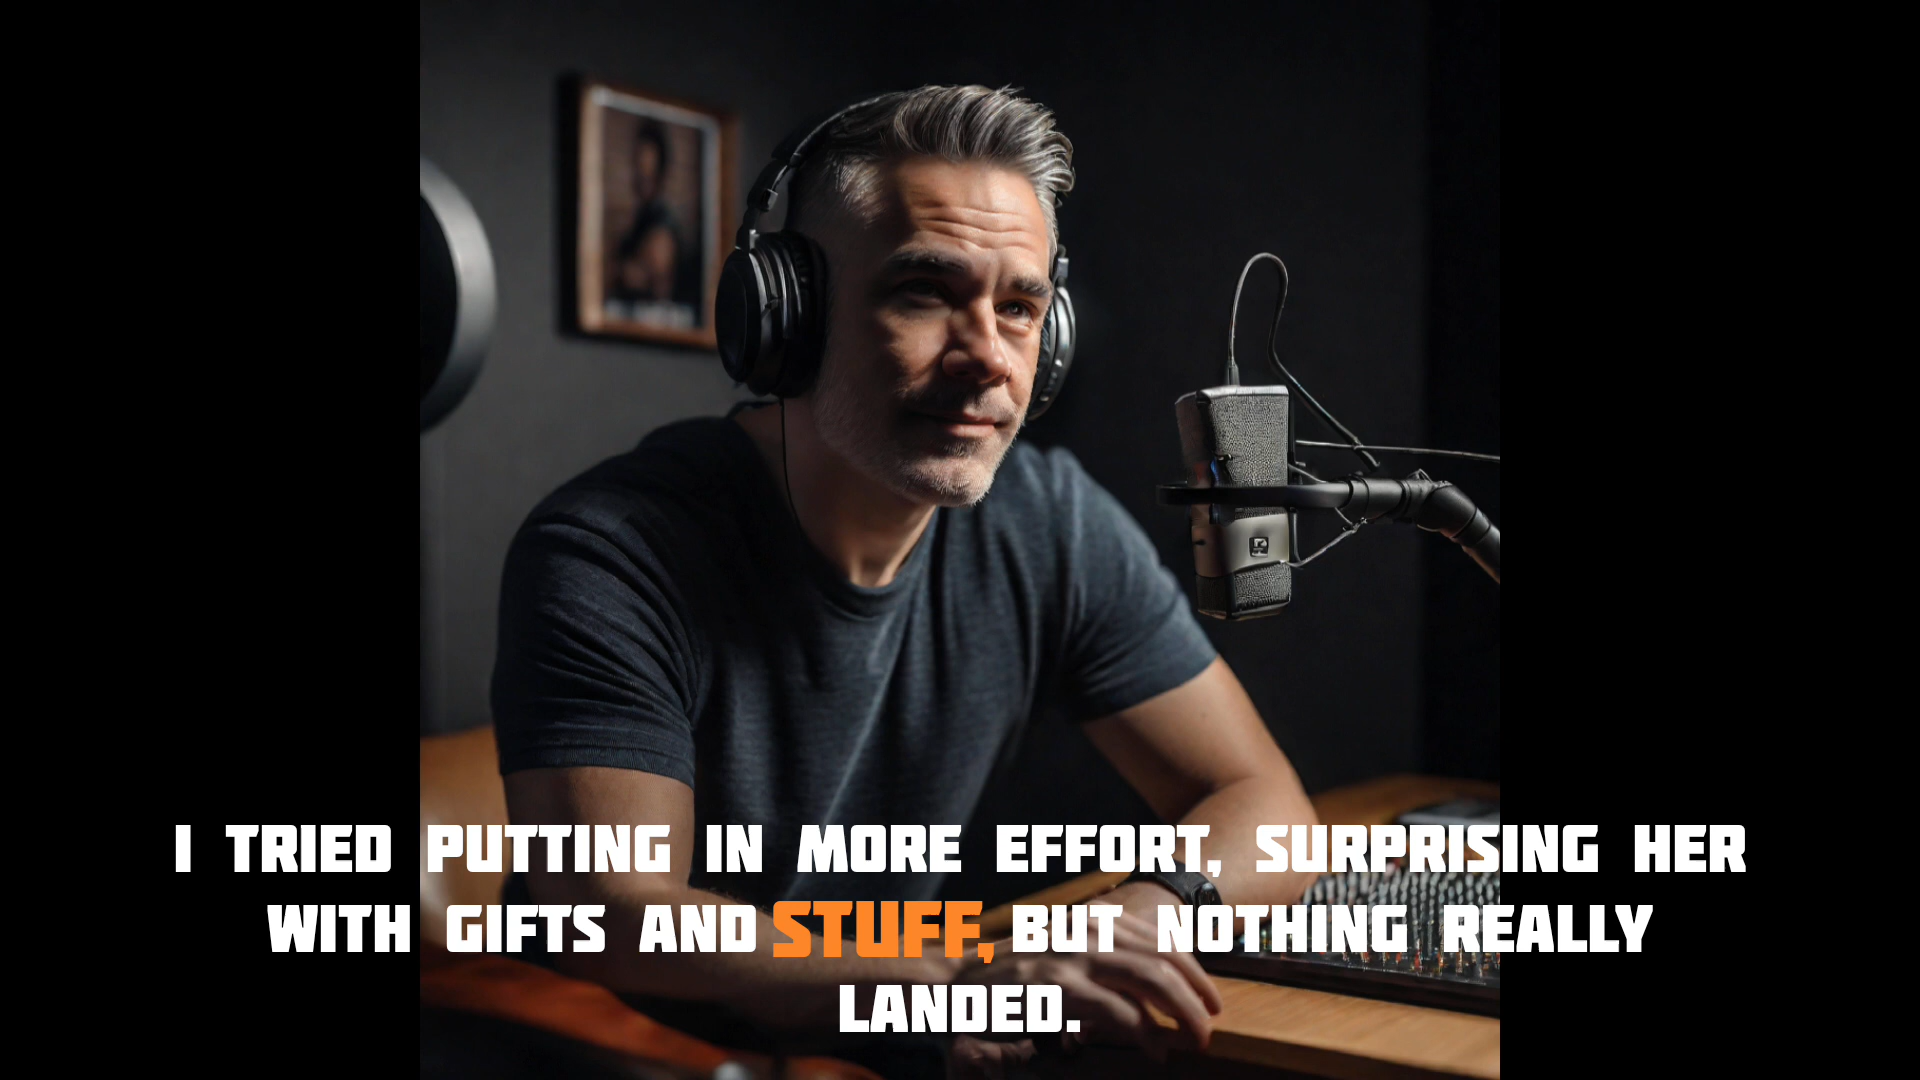 I TRIED PUTTING IN MORE EFFORT, SURPRISING HER
WITH GIFTS AND STUFF, BUT NOTHING REALLY
LANDED.